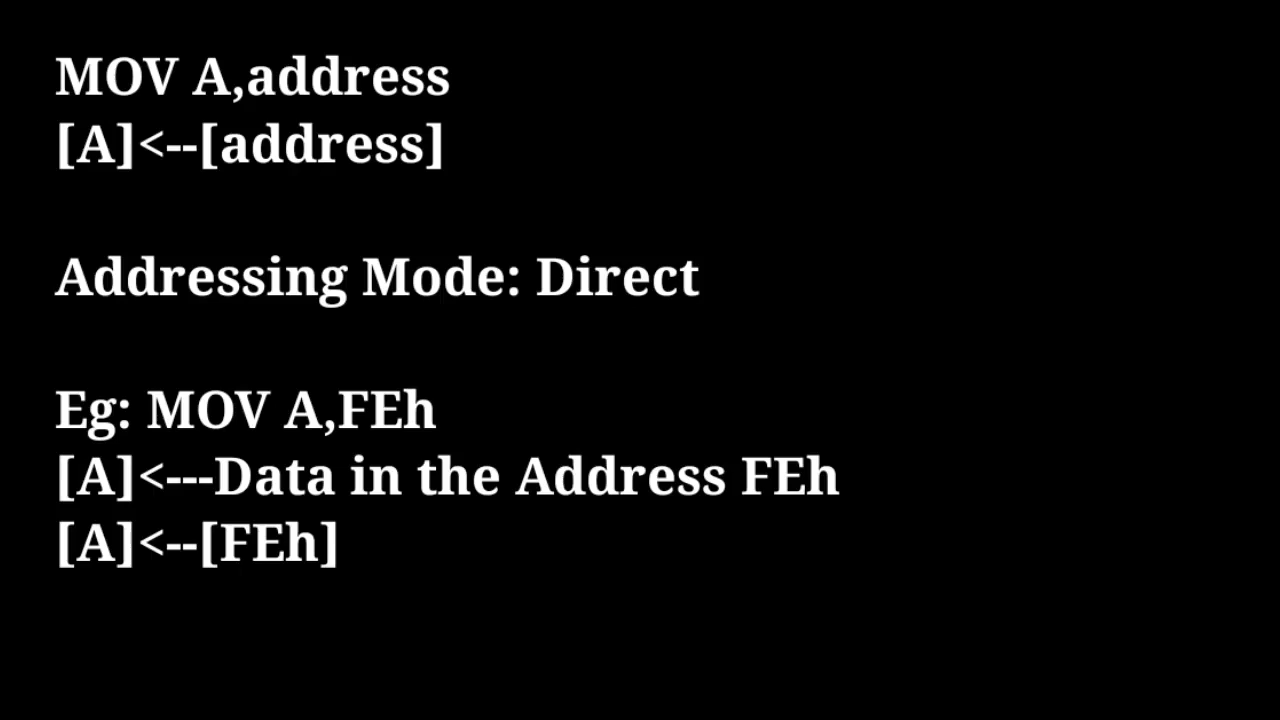 MOV A,address
[A]<--[address]
Addressing Mode: Direct
Eg: MOV A,FEh
[A]<---Data in the Address FEh
[A]<--[FEh]